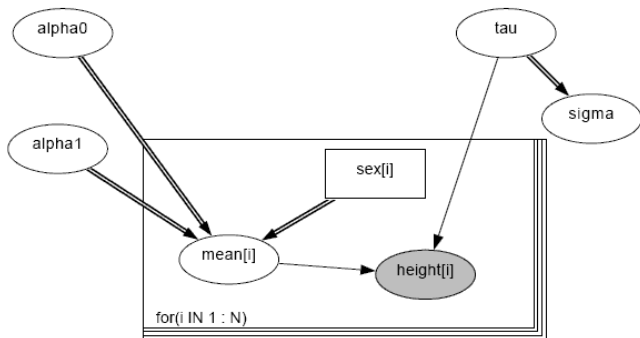 alpha0
tau
sigma
alpha1
sex[i]
mean[i]
height[i]
for(i IN 1 : N)